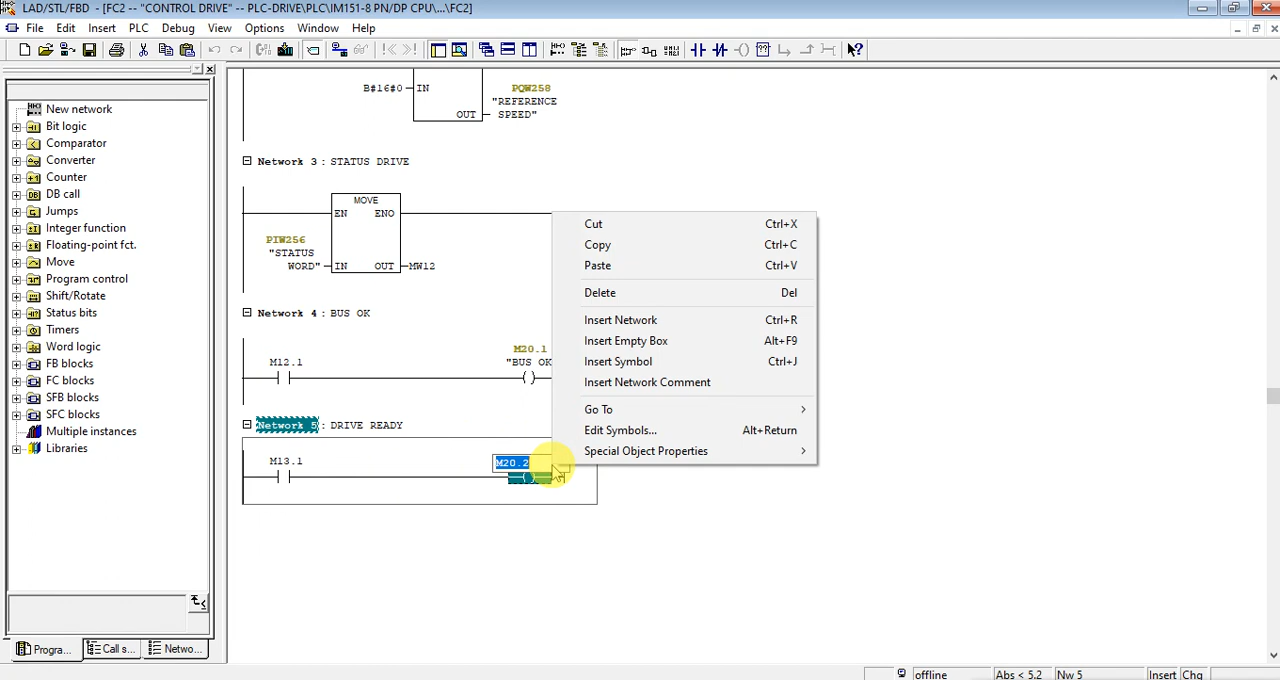 LAD/STL/FBD - [FC2 -- "CONTROL DRIVE" -- PLC-DRIVE\PLC\IM151-8 PN/DP CPU\...\FC2]
File Edit Insert PLC Debug View Options Window Help
New network
Bit logic
Comparator
Converter
Counter
DB call
Jumps
Integer function
Floating-point fct.
Move
Program control
Shift/Rotate
Status bits
Timers
Word logic
FB blocks
FC blocks
SFB blocks
SFC blocks
Multiple instances
Libraries
Progra... Call s... Netwo...
B#16#0 IN PQW258
"REFERENCE
OUT SPEED"
Network 3 : STATUS DRIVE
MOVE
EN ENO
PIW256
"STATUS
WORD" IN OUT MW12
Network 4 : BUS OK
M20.1
M12.1 "BUS OK
Network 5 : DRIVE READY
M13.1 M20.2
Cut Ctrl+X
Copy Ctrl+C
Paste Ctrl+V
Delete Del
Insert Network Ctrl+R
Insert Empty Box Alt+F9
Insert Symbol Ctrl+J
Insert Network Comment
Go To
Edit Symbols... Alt+Return
Special Object Properties
offline Abs < 5.2 Nw 5 Insert Chg